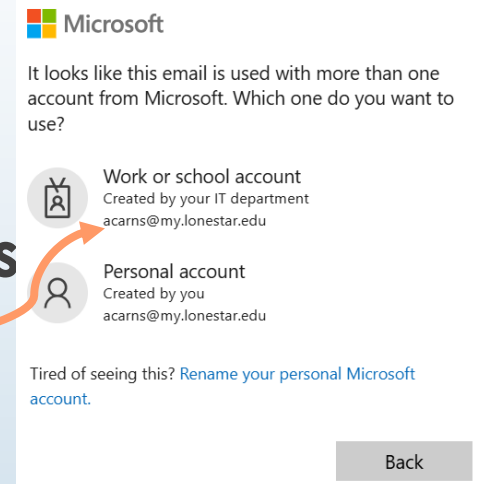 Microsoft
It looks like this email is used with more than one
account from Microsoft. Which one do you want to
use?
Work or school account
Created by your IT department
acarns@my.lonestar.edu
s
Personal account
Created by you
acarns@my.lonestar.edu
Tired of seeing this? Rename your personal Microsoft
account.
Back